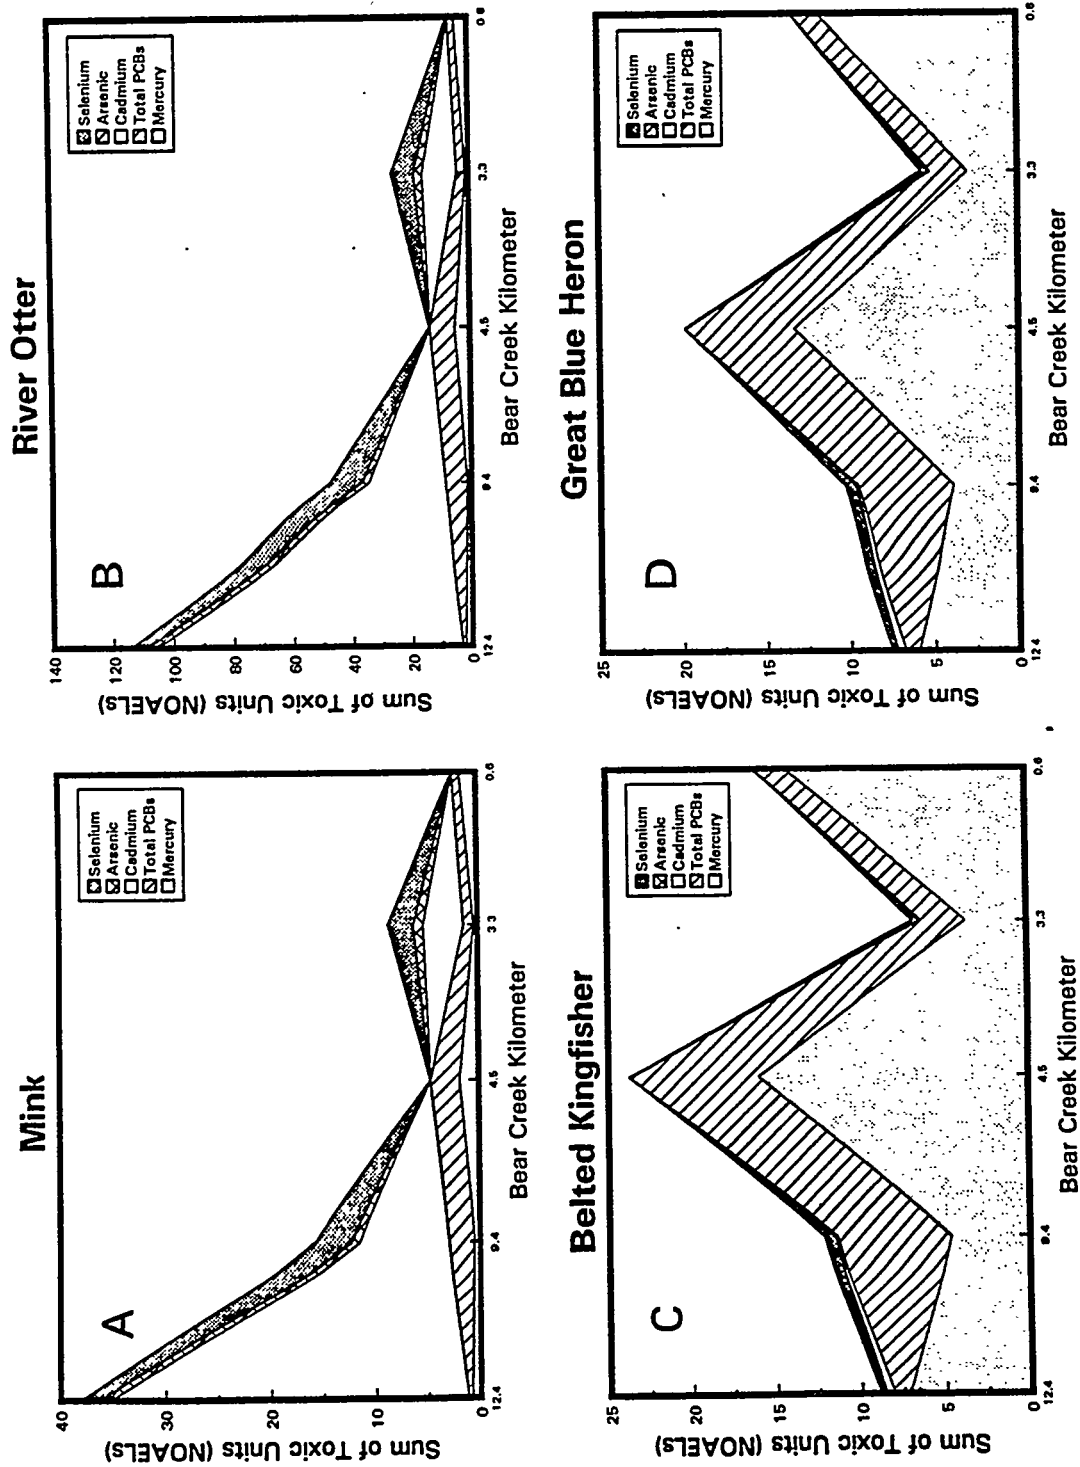 Mink
A
Sum of Toxic Units (NOAELs)
40
30
20
10
0
12.4
9.4
4.5
3.3
0.6
Bear Creek Kilometer
Selenium
Arsenic
Cadmium
Total PCBs
Mercury
River Otter
B
Sum of Toxic Units (NOAELs)
140
120
100
80
60
40
20
0
12.4
9.4
4.5
3.3
0.6
Bear Creek Kilometer
Selenium
Arsenic
Cadmium
Total PCBs
Mercury
Belted Kingfisher
C
Sum of Toxic Units (NOAELs)
25
20
15
10
5
0
12.4
9.4
4.5
3.3
0.6
Bear Creek Kilometer
Selenium
Arsenic
Cadmium
Total PCBs
Mercury
Great Blue Heron
D
Sum of Toxic Units (NOAELs)
25
20
15
10
5
0
12.4
9.4
4.5
3.3
0.6
Bear Creek Kilometer
Selenium
Arsenic
Cadmium
Total PCBs
Mercury